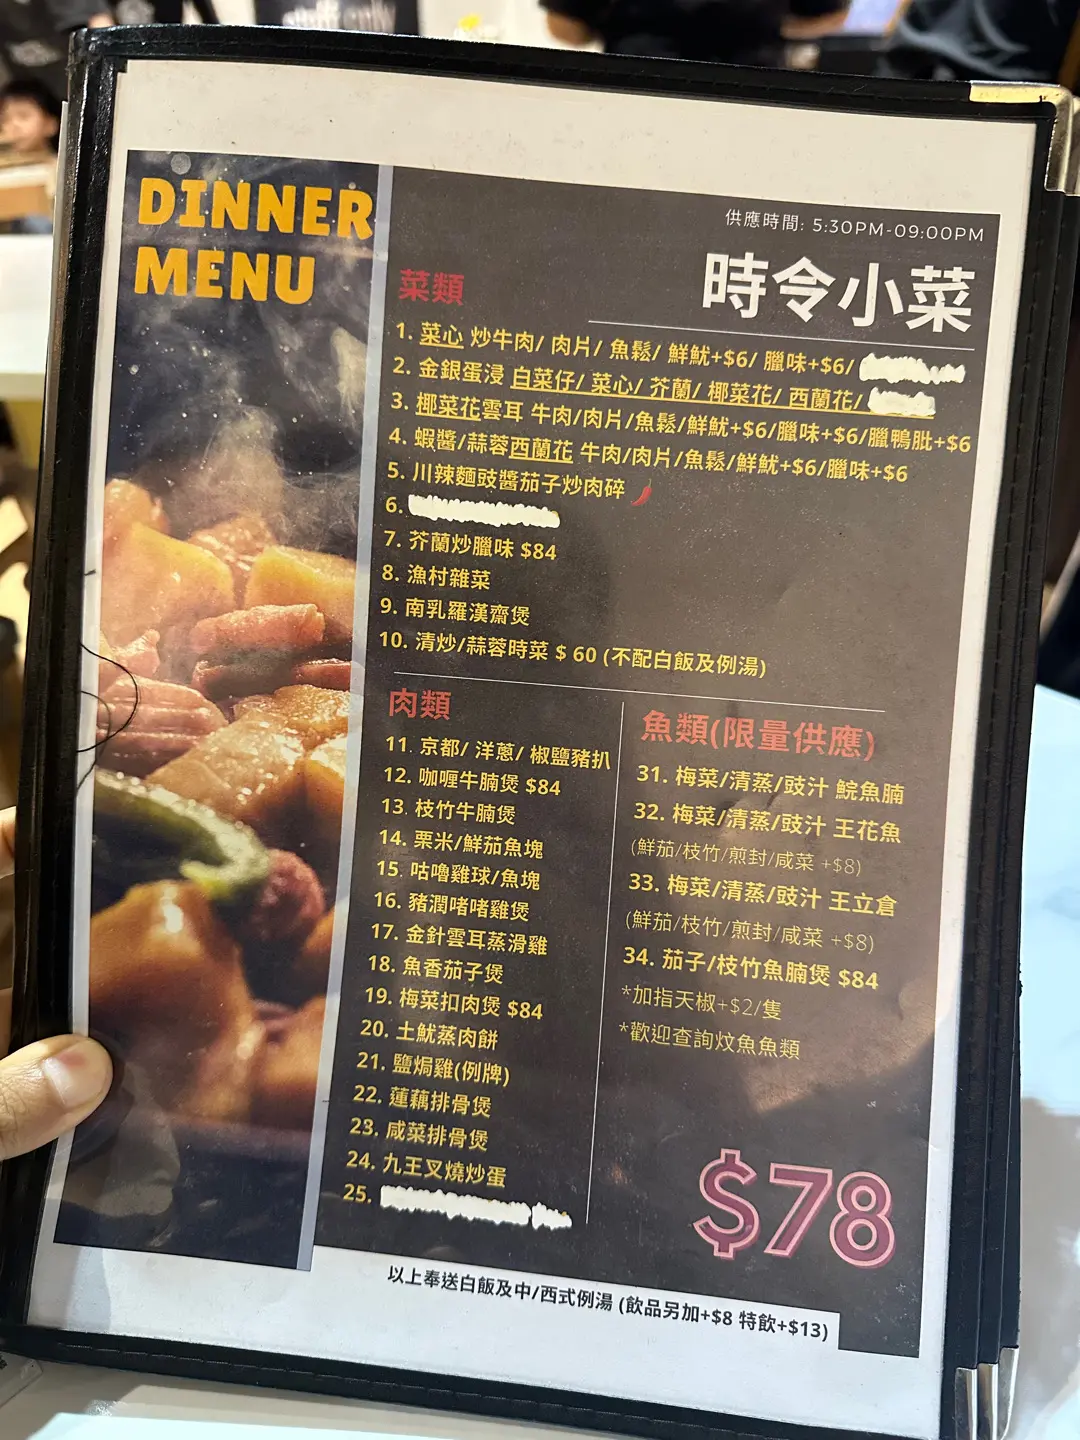 DINNER
MENU
供應時間: 5:30PM-09:00PM
時令小菜
菜類
1. 菜心 炒牛肉/ 肉片/ 魚鬆/ 鮮魷+$6/ 臘味+$6/
2. 金銀蛋浸 白菜仔/ 菜心/ 芥蘭/ 椰菜花/ 西蘭花/
3. 椰菜花雲耳 牛肉/肉片/魚鬆/鮮魷+$6/臘味+$6/臘鴨肶+$6
4. 蝦醬/蒜蓉西蘭花 牛肉/肉片/魚鬆/鮮魷+$6/臘味+$6
5. 川辣麵豉醬茄子炒肉碎
6.
7. 芥蘭炒臘味 $84
8. 漁村雜菜
9. 南乳羅漢齋煲
10. 清炒/蒜蓉時菜 $ 60 (不配白飯及例湯)
肉類
11. 京都/ 洋蔥/ 椒鹽豬扒
12. 咖喱牛腩煲 $84
13. 枝竹牛腩煲
14. 栗米/鮮茄魚塊
15. 咕嚕雞球/魚塊
16. 豬潤啫啫雞煲
17. 金針雲耳蒸滑雞
18. 魚香茄子煲
19. 梅菜扣肉煲 $84
20. 土魷蒸肉餅
21. 鹽焗雞(例牌)
22. 蓮藕排骨煲
23. 咸菜排骨煲
24. 九王叉燒炒蛋
25.
魚類(限量供應)
31. 梅菜/清蒸/豉汁 鯇魚腩
32. 梅菜/清蒸/豉汁 王花魚
(鮮茄/枝竹/煎封/咸菜 +$8)
33. 梅菜/清蒸/豉汁 王立倉
(鮮茄/枝竹/煎封/咸菜 +$8)
34. 茄子/枝竹魚腩煲 $84
*加指天椒+$2/隻
*歡迎查詢炆魚魚類
$78
以上奉送白飯及中/西式例湯 (飲品另加+$8 特飲+$13)